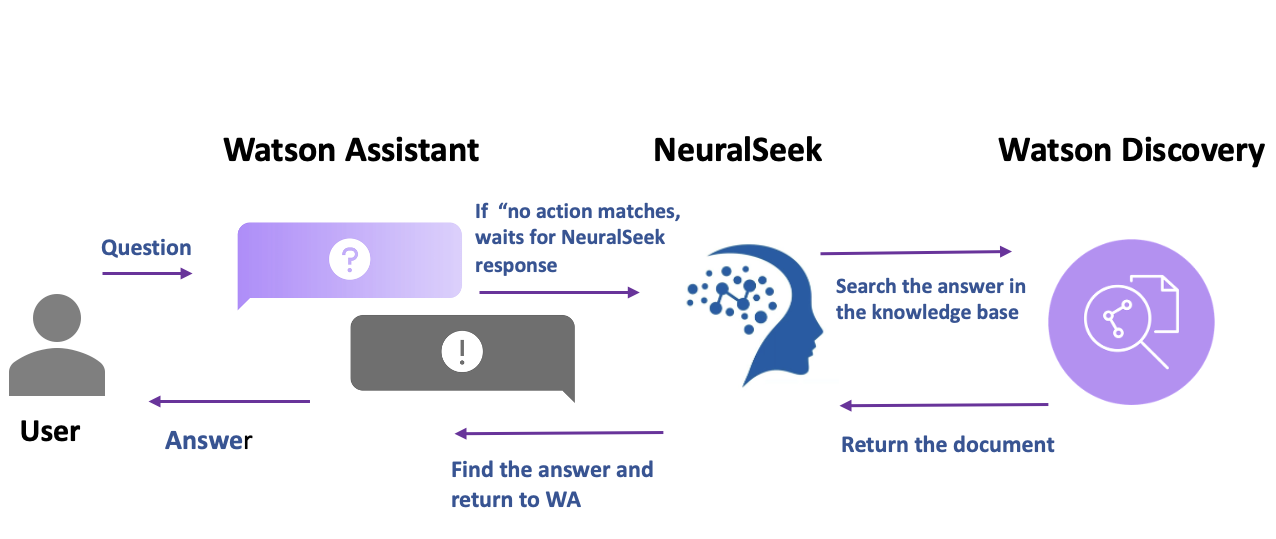 Watson Assistant
NeuralSeek
Watson Discovery
Question
If “no action matches,
waits for NeuralSeek
response
?
Search the answer in
the knowledge base
!
User
Answer
Find the answer and
return to WA
Return the document